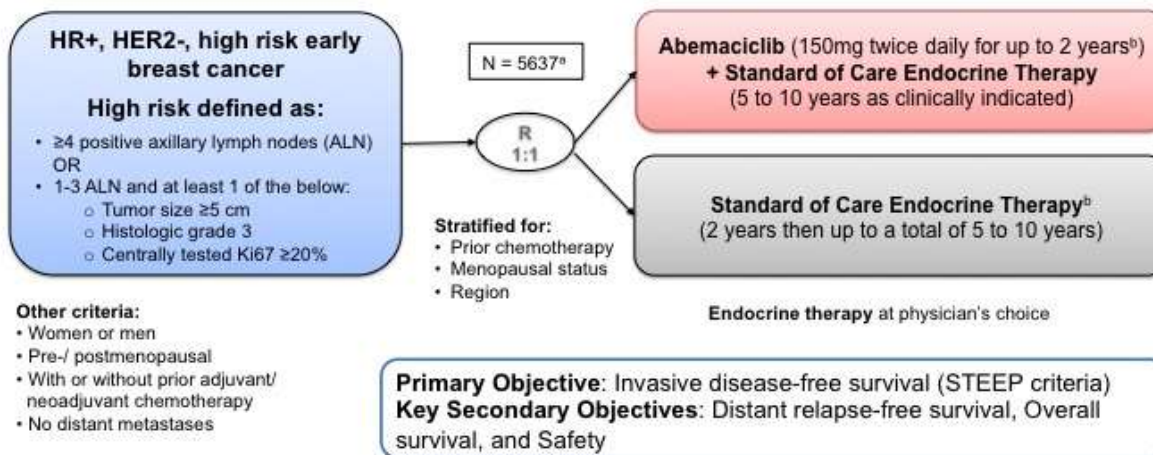 HR+, HER2-, high risk early
breast cancer
High risk defined as:
• ≥4 positive axillary lymph nodes (ALN)
OR
• 1-3 ALN and at least 1 of the below:
o Tumor size ≥5 cm
o Histologic grade 3
o Centrally tested Ki67 ≥20%
Other criteria:
• Women or men
• Pre-/ postmenopausal
• With or without prior adjuvant/
neoadjuvant chemotherapy
• No distant metastases
N = 5637ᵃ
R
1:1
Stratified for:
• Prior chemotherapy
• Menopausal status
• Region
Abemaciclib (150mg twice daily for up to 2 yearsᵇ)
+ Standard of Care Endocrine Therapy
(5 to 10 years as clinically indicated)
Standard of Care Endocrine Therapyᵇ
(2 years then up to a total of 5 to 10 years)
Endocrine therapy at physician's choice
Primary Objective: Invasive disease-free survival (STEEP criteria)
Key Secondary Objectives: Distant relapse-free survival, Overall
survival, and Safety